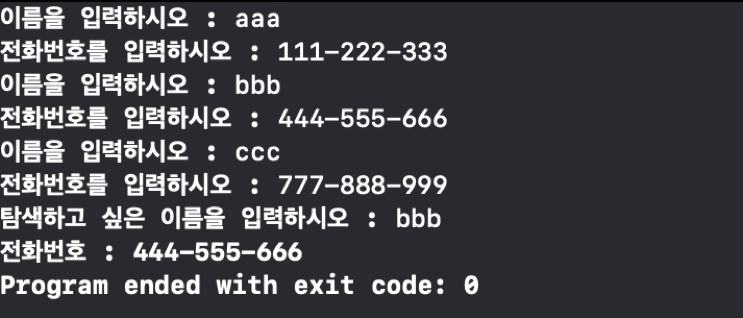 이름을 입력하시오 : aaa
전화번호를 입력하시오 : 111-222-333
이름을 입력하시오 : bbb
전화번호를 입력하시오 : 444-555-666
이름을 입력하시오 : ccc
전화번호를 입력하시오 : 777-888-999
탐색하고 싶은 이름을 입력하시오 : bbb
전화번호 : 444-555-666
Program ended with exit code: 0